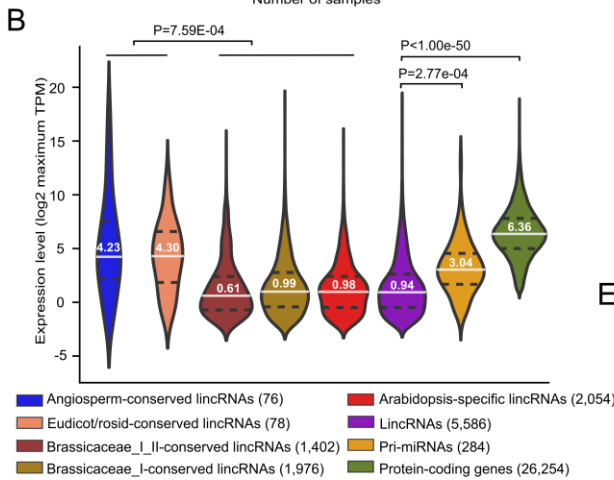 Number of samples
B
P=7.59E-04
P<1.00e-50
P=2.77e-04
Expression level (log2 maximum TPM)
20
15
10
5
0
-5
4.23
4.30
0.61
0.99
0.98
0.94
3.04
6.36
E
Angiosperm-conserved lincRNAs (76)
Eudicot/rosid-conserved lincRNAs (78)
Brassicaceae_I_II-conserved lincRNAs (1,402)
Brassicaceae_I-conserved lincRNAs (1,976)
Arabidopsis-specific lincRNAs (2,054)
LincRNAs (5,586)
Pri-miRNAs (284)
Protein-coding genes (26,254)